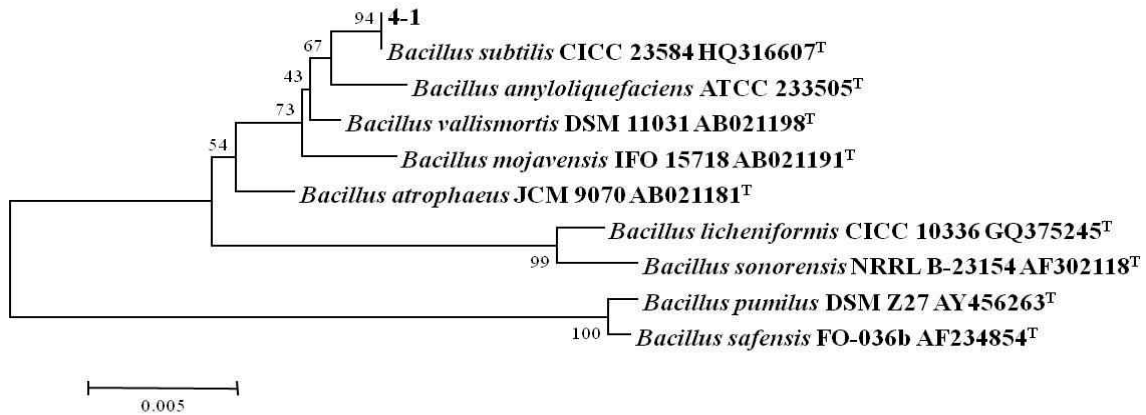 94 4-1
Bacillus subtilis CICC 23584 HQ316607T
67
Bacillus amyloliquefaciens ATCC 233505T
43
Bacillus vallismortis DSM 11031 AB021198T
73
Bacillus mojavensis IFO 15718 AB021191T
54
Bacillus atrophaeus JCM 9070 AB021181T
Bacillus licheniformis CICC 10336 GQ375245T
99
Bacillus sonorensis NRRL B-23154 AF302118T
Bacillus pumilus DSM Z27 AY456263T
100
Bacillus safensis FO-036b AF234854T
0.005